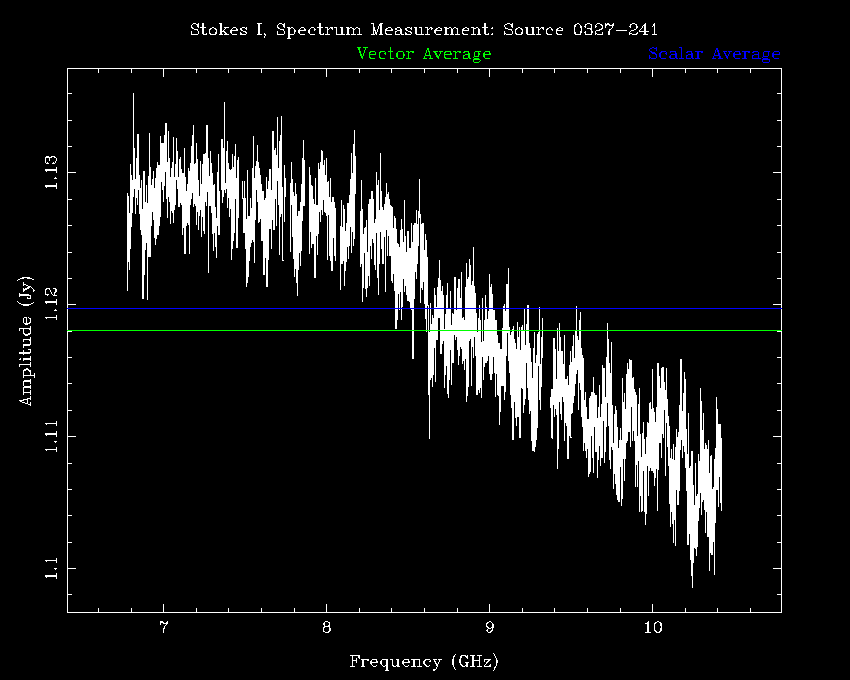 Stokes I, Spectrum Measurement: Source 0327−241
Vector Average Scalar Average
1.13
1.12
1.11
1.1
Amplitude (Jy)
7 8 9 10
Frequency (GHz)